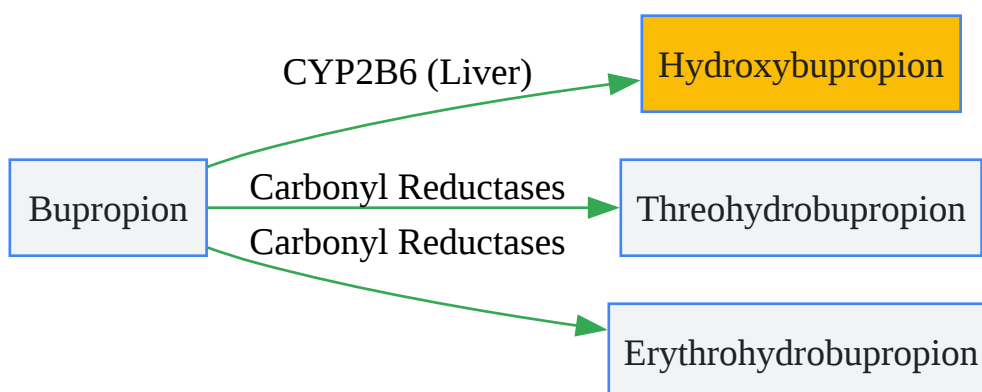 CYP2B6 (Liver)
Hydroxybupropion
Bupropion
Carbonyl Reductases
Threohydrobupropion
Carbonyl Reductases
Erythrohydrobupropion